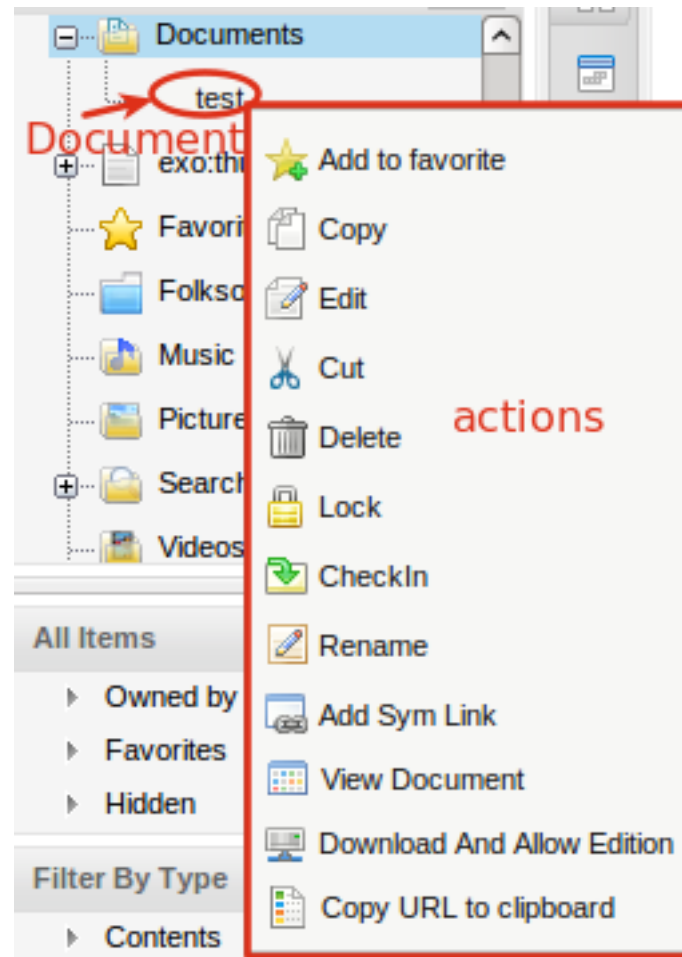 Documents
test
Document
exo:th
Favori
Folkso
Music
Picture
Search
Videos
All Items
Owned by
Favorites
Hidden
Filter By Type
Contents
Add to favorite
Copy
Edit
Cut
actions
Delete
Lock
CheckIn
Rename
Add Sym Link
View Document
Download And Allow Edition
Copy URL to clipboard